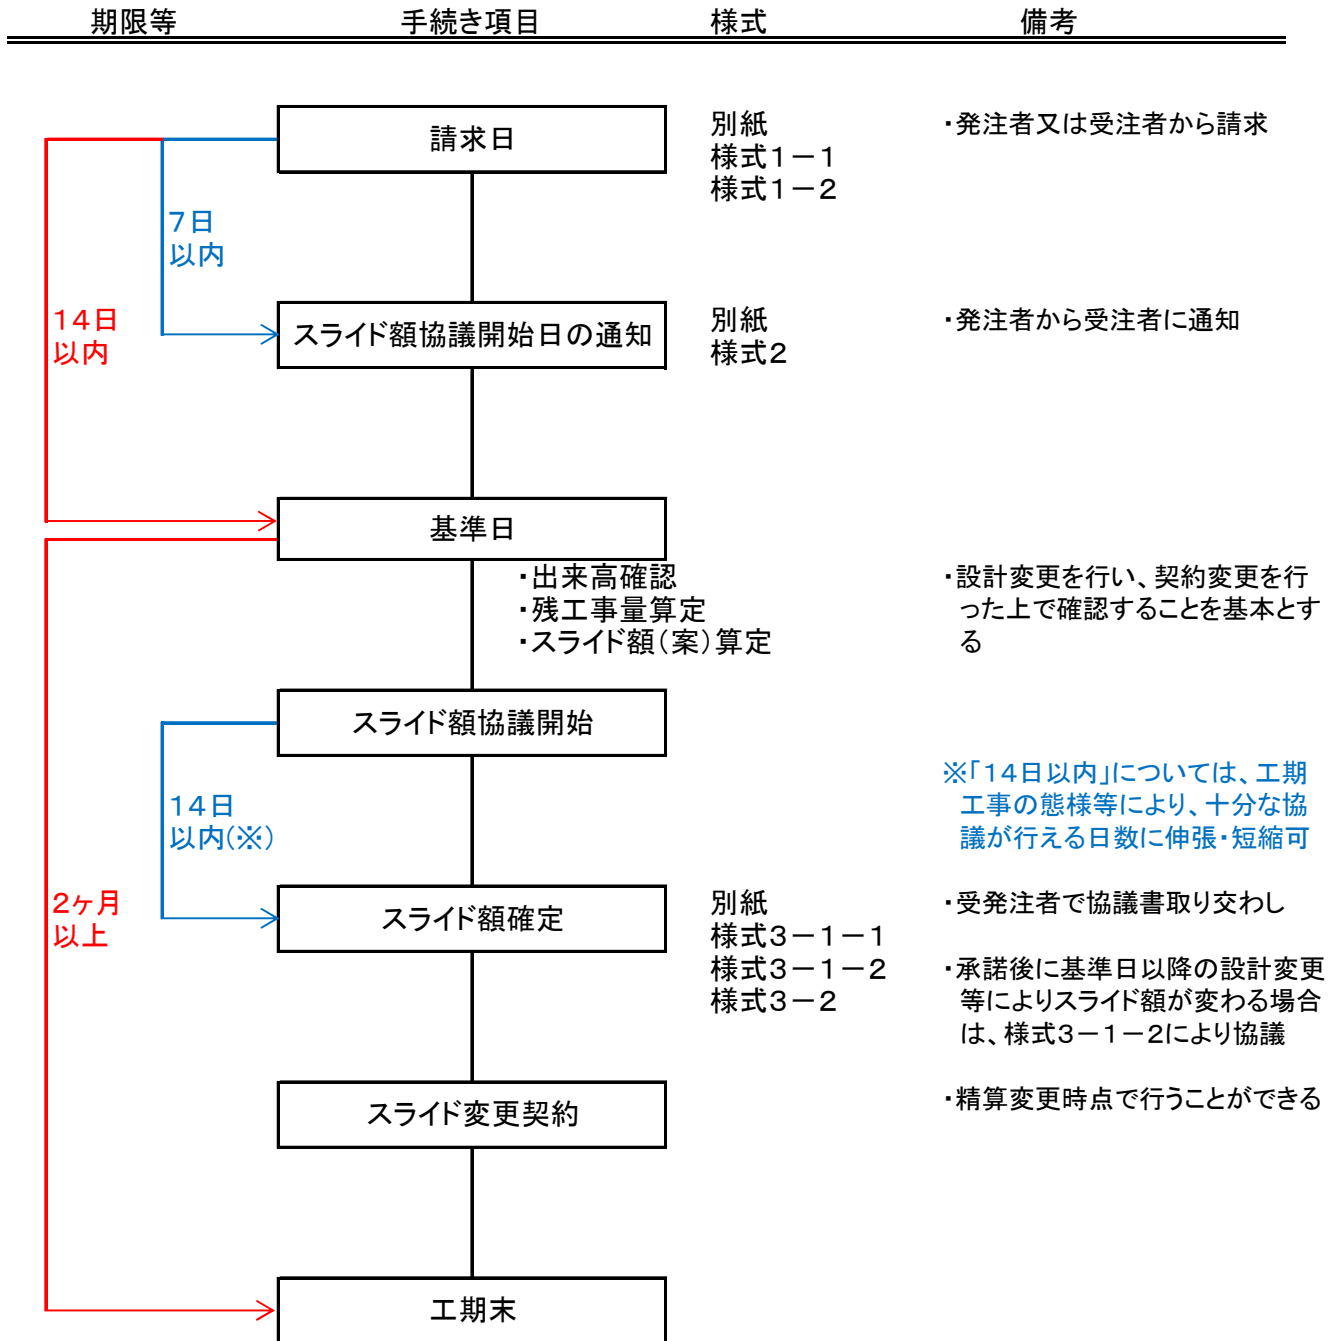 期限等 手続き項目 様式 備考
請求日
別紙
様式１－１
様式１－２
・発注者又は受注者から請求
７日
以内
１４日
以内
スライド額協議開始日の通知
別紙
様式２
・発注者から受注者に通知
基準日
・出来高確認
・残工事量算定
・スライド額（案）算定
・設計変更を行い、契約変更を行
った上で確認することを基本とす
る
スライド額協議開始
１４日
以内(※)
※「１４日以内」については、工期
工事の態様等により、十分な協
議が行える日数に伸張・短縮可
２ヶ月
以上
スライド額確定
別紙
様式３－１－１
様式３－１－２
様式３－２
・受発注者で協議書取り交わし
・承諾後に基準日以降の設計変更
等によりスライド額が変わる場合
は、様式３－１－２により協議
スライド変更契約
・精算変更時点で行うことができる
工期末